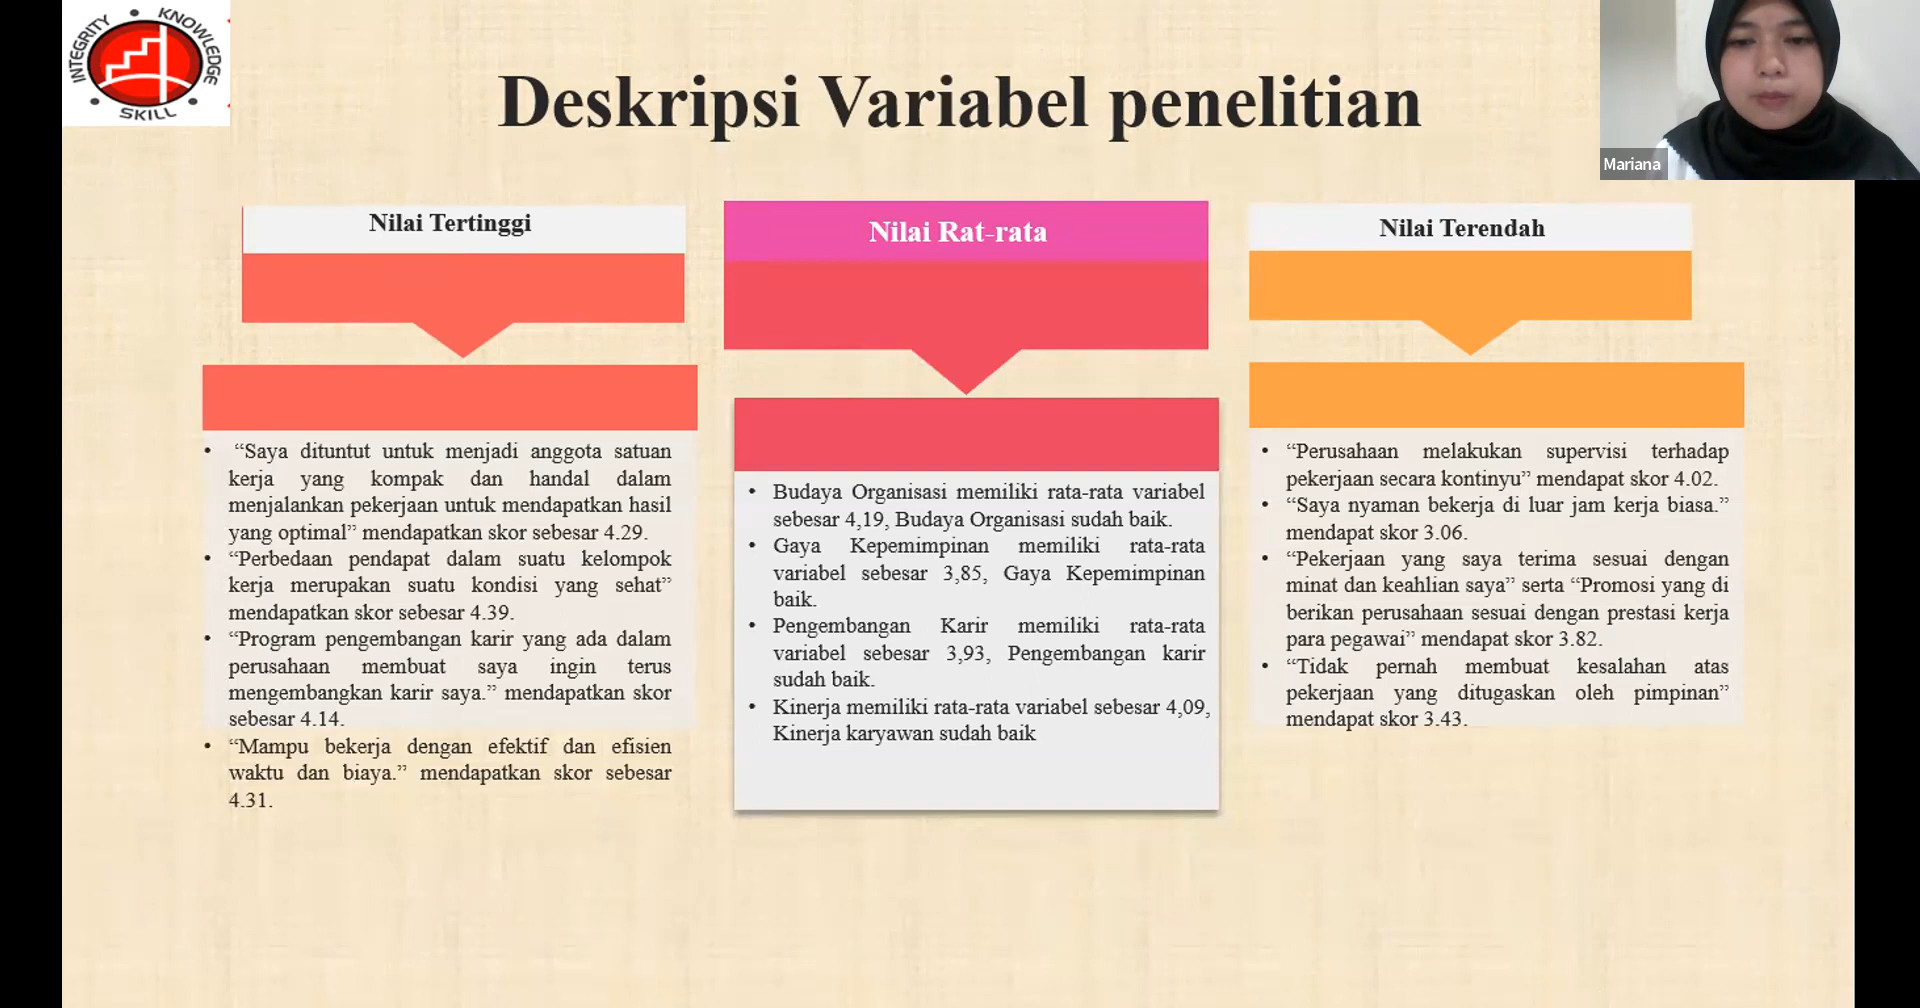 INTEGRITY
KNOWLEDGE
SKILL
Deskripsi Variabel penelitian
Mariana
Nilai Tertinggi
• “Saya dituntut untuk menjadi anggota satuan
kerja yang kompak dan handal dalam
menjalankan pekerjaan untuk mendapatkan hasil
yang optimal” mendapatkan skor sebesar 4.29.
• “Perbedaan pendapat dalam suatu kelompok
kerja merupakan suatu kondisi yang sehat”
mendapatkan skor sebesar 4.39.
• “Program pengembangan karir yang ada dalam
perusahaan membuat saya ingin terus
mengembangkan karir saya.” mendapatkan skor
sebesar 4.14.
• “Mampu bekerja dengan efektif dan efisien
waktu dan biaya.” mendapatkan skor sebesar
4.31.
Nilai Rat-rata
• Budaya Organisasi memiliki rata-rata variabel
sebesar 4,19, Budaya Organisasi sudah baik.
• Gaya Kepemimpinan memiliki rata-rata
variabel sebesar 3,85, Gaya Kepemimpinan
baik.
• Pengembangan Karir memiliki rata-rata
variabel sebesar 3,93, Pengembangan karir
sudah baik.
• Kinerja memiliki rata-rata variabel sebesar 4,09,
Kinerja karyawan sudah baik
Nilai Terendah
• “Perusahaan melakukan supervisi terhadap
pekerjaan secara kontinyu” mendapat skor 4.02.
• “Saya nyaman bekerja di luar jam kerja biasa.”
mendapat skor 3.06.
• “Pekerjaan yang saya terima sesuai dengan
minat dan keahlian saya” serta “Promosi yang di
berikan perusahaan sesuai dengan prestasi kerja
para pegawai” mendapat skor 3.82.
• “Tidak pernah membuat kesalahan atas
pekerjaan yang ditugaskan oleh pimpinan”
mendapat skor 3.43.